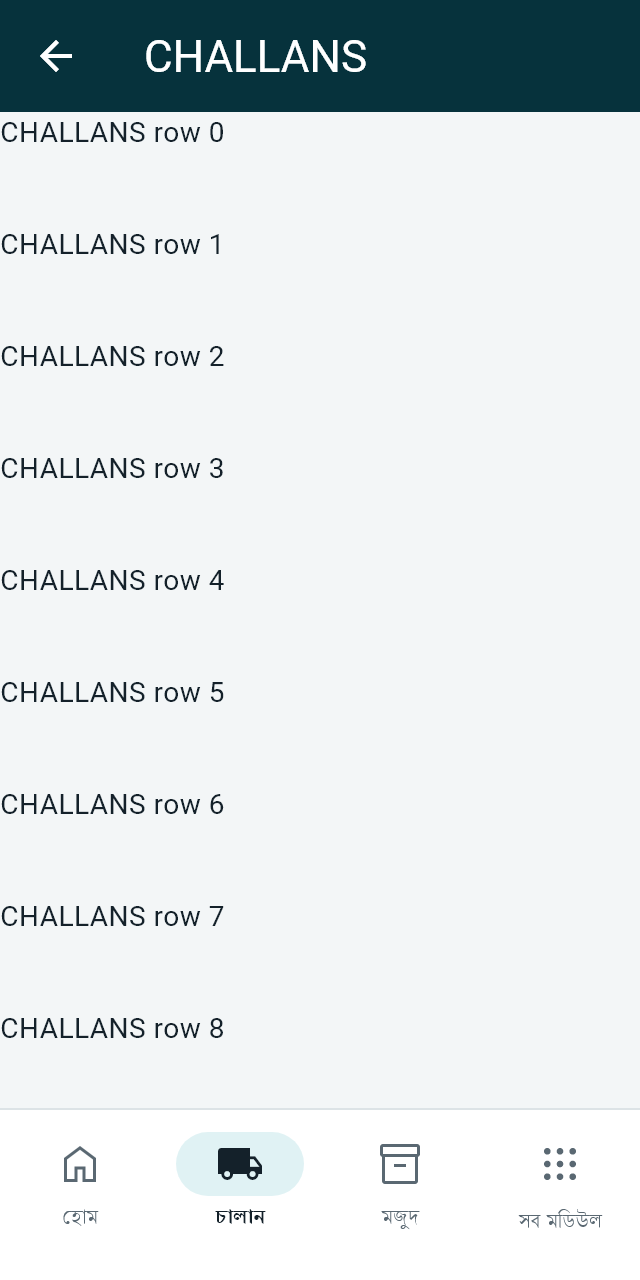 CHALLANS
CHALLANS row 0
CHALLANS row 1
CHALLANS row 2
CHALLANS row 3
CHALLANS row 4
CHALLANS row 5
CHALLANS row 6
CHALLANS row 7
CHALLANS row 8
হোম চালান মজুদ সব মডিউল